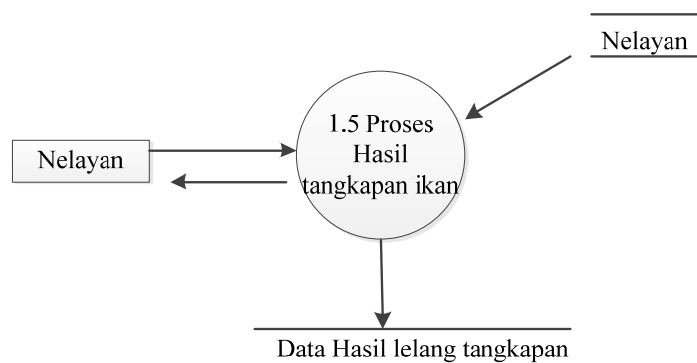 Nelayan
1.5 Proses
Hasil
tangkapan ikan
Nelayan
Data Hasil lelang tangkapan